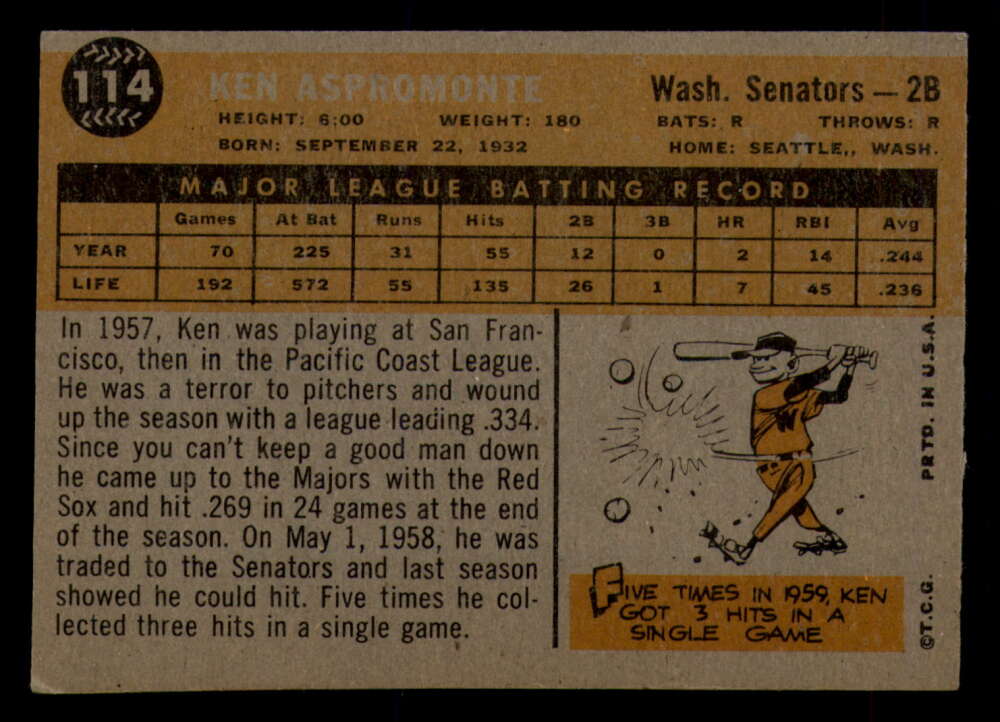 114
KEN ASPROMONTE
Wash. Senators — 2B
HEIGHT: 6:00 WEIGHT: 180 BATS: R THROWS: R
BORN: SEPTEMBER 22, 1932 HOME: SEATTLE,, WASH.
MAJOR LEAGUE BATTING RECORD
Games At Bat Runs Hits 2B 3B HR RBI Avg
YEAR 70 225 31 55 12 0 2 14 .244
LIFE 192 572 55 135 26 1 7 45 .236
In 1957, Ken was playing at San Fran-
cisco, then in the Pacific Coast League.
He was a terror to pitchers and wound
up the season with a league leading .334.
Since you can't keep a good man down
he came up to the Majors with the Red
Sox and hit .269 in 24 games at the end
of the season. On May 1, 1958, he was
traded to the Senators and last season
showed he could hit. Five times he col-
lected three hits in a single game.
W
FIVE TIMES IN 1959, KEN
GOT 3 HITS IN A
SINGLE GAME
©T.C.G. PRTD. IN U.S.A.